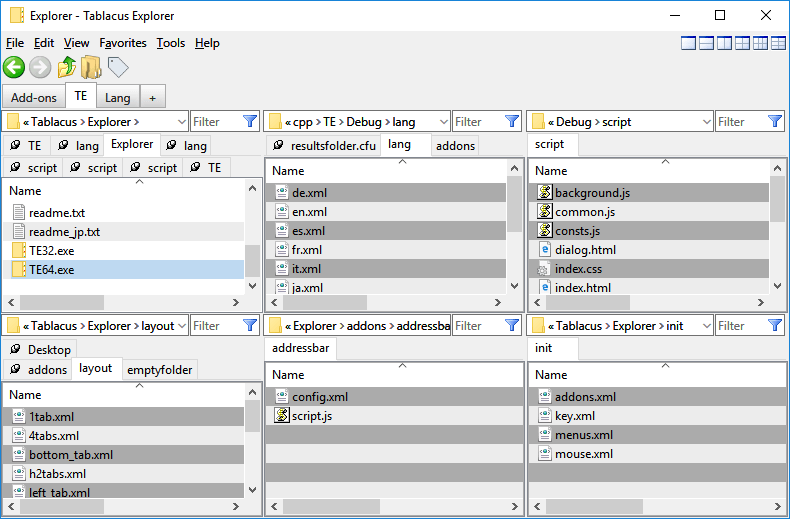 Explorer - Tablacus Explorer
File Edit View Favorites Tools Help
Add-ons TE Lang +
« Tablacus › Explorer › Filter
TE lang Explorer lang
script script script TE
Name
readme.txt
readme_jp.txt
TE32.exe
TE64.exe
« cpp › TE › Debug › lang Filter
resultsfolder.cfu lang addons
Name
de.xml
en.xml
es.xml
fr.xml
it.xml
ja.xml
« Debug › script Filter
script
Name
background.js
common.js
consts.js
dialog.html
index.css
index.html
« Tablacus › Explorer › layout Filter
Desktop
addons layout emptyfolder
Name
1tab.xml
4tabs.xml
bottom_tab.xml
h2tabs.xml
left_tab.xml
« Explorer › addons › addressba Filter
addressbar
Name
config.xml
script.js
« Tablacus › Explorer › init Filter
init
Name
addons.xml
key.xml
menus.xml
mouse.xml